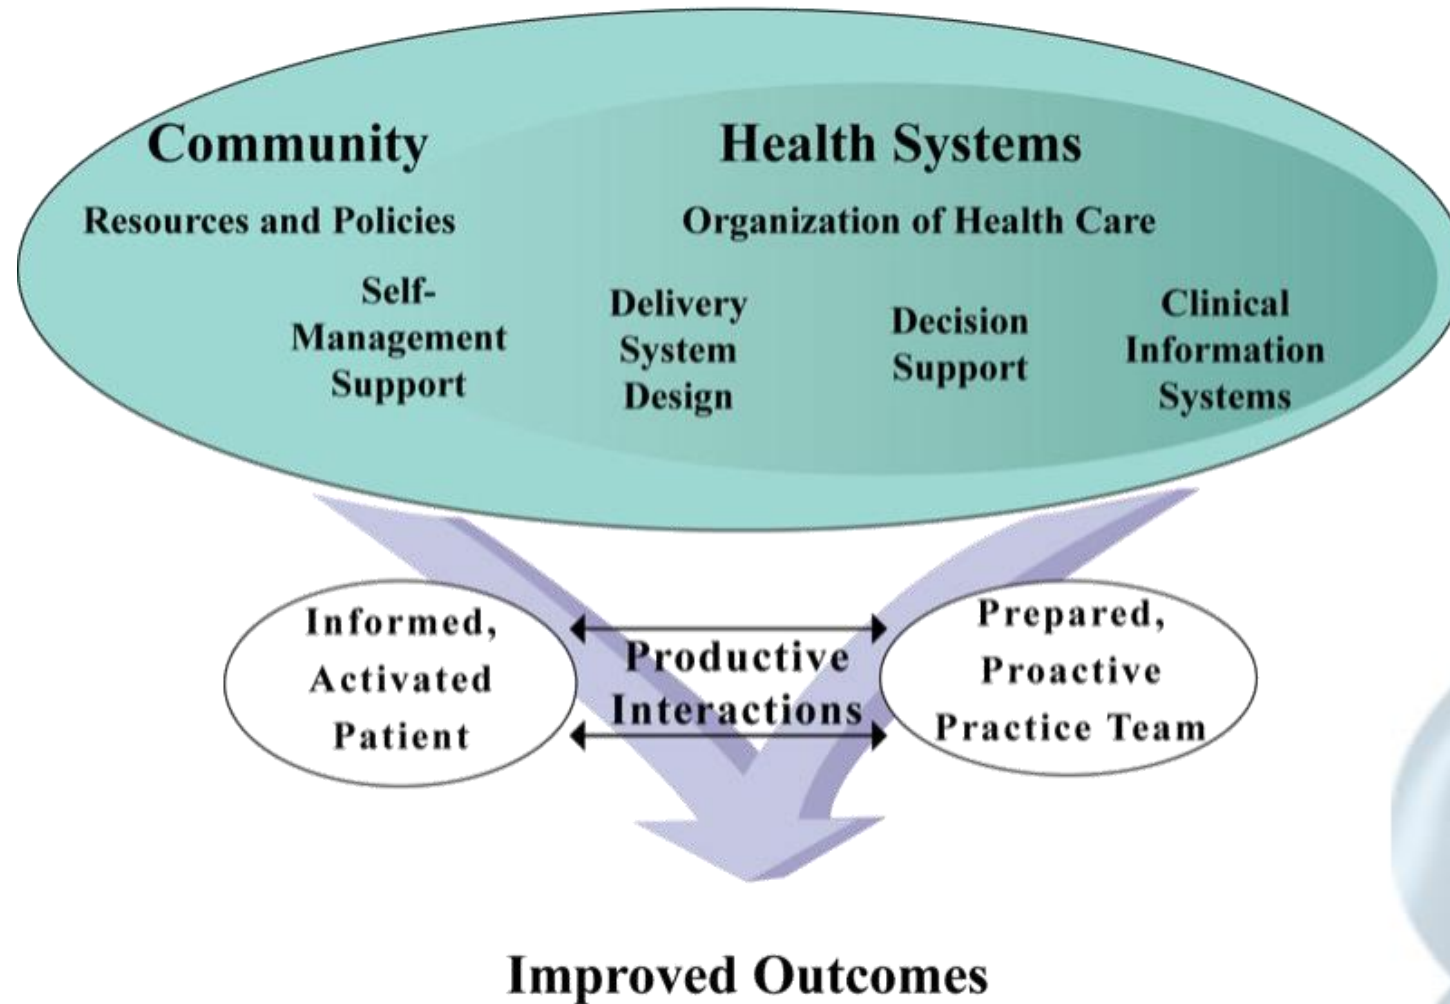 Community
Health Systems
Resources and Policies
Organization of Health Care
Self-
Management
Support
Delivery
System
Design
Decision
Support
Clinical
Information
Systems
Informed,
Activated
Patient
Productive
Interactions
Prepared,
Proactive
Practice Team
Improved Outcomes